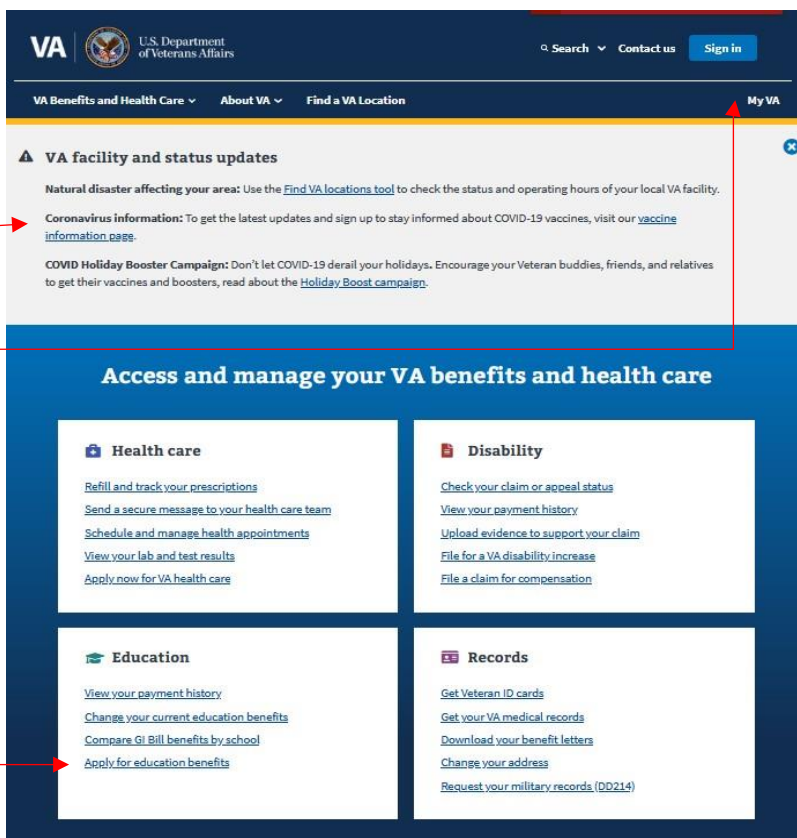 VA
U.S. Department
of Veterans Affairs
Search Contact us Sign in
VA Benefits and Health Care About VA Find a VA Location My VA
VA facility and status updates
Natural disaster affecting your area: Use the Find VA locations tool to check the status and operating hours of your local VA facility.
Coronavirus information: To get the latest updates and sign up to stay informed about COVID-19 vaccines, visit our vaccine
information page.
COVID Holiday Booster Campaign: Don't let COVID-19 derail your holidays. Encourage your Veteran buddies, friends, and relatives
to get their vaccines and boosters, read about the Holiday Boost campaign.
Access and manage your VA benefits and health care
Health care
Refill and track your prescriptions
Send a secure message to your health care team
Schedule and manage health appointments
View your lab and test results
Apply now for VA health care
Disability
Check your claim or appeal status
View your payment history
Upload evidence to support your claim
File for a VA disability increase
File a claim for compensation
Education
View your payment history
Change your current education benefits
Compare GI Bill benefits by school
Apply for education benefits
Records
Get Veteran ID cards
Get your VA medical records
Download your benefit letters
Change your address
Request your military records (DD214)